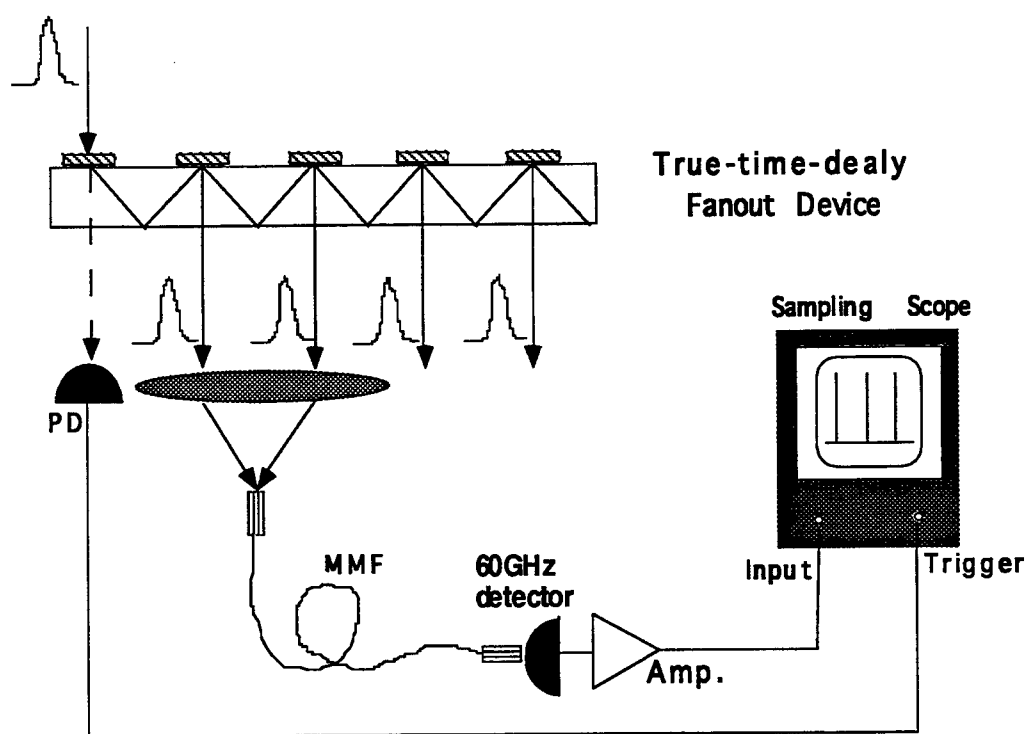 True-time-dealy
Fanout Device
Sampling Scope
PD
MMF
60GHz
detector
Input
Trigger
Amp.